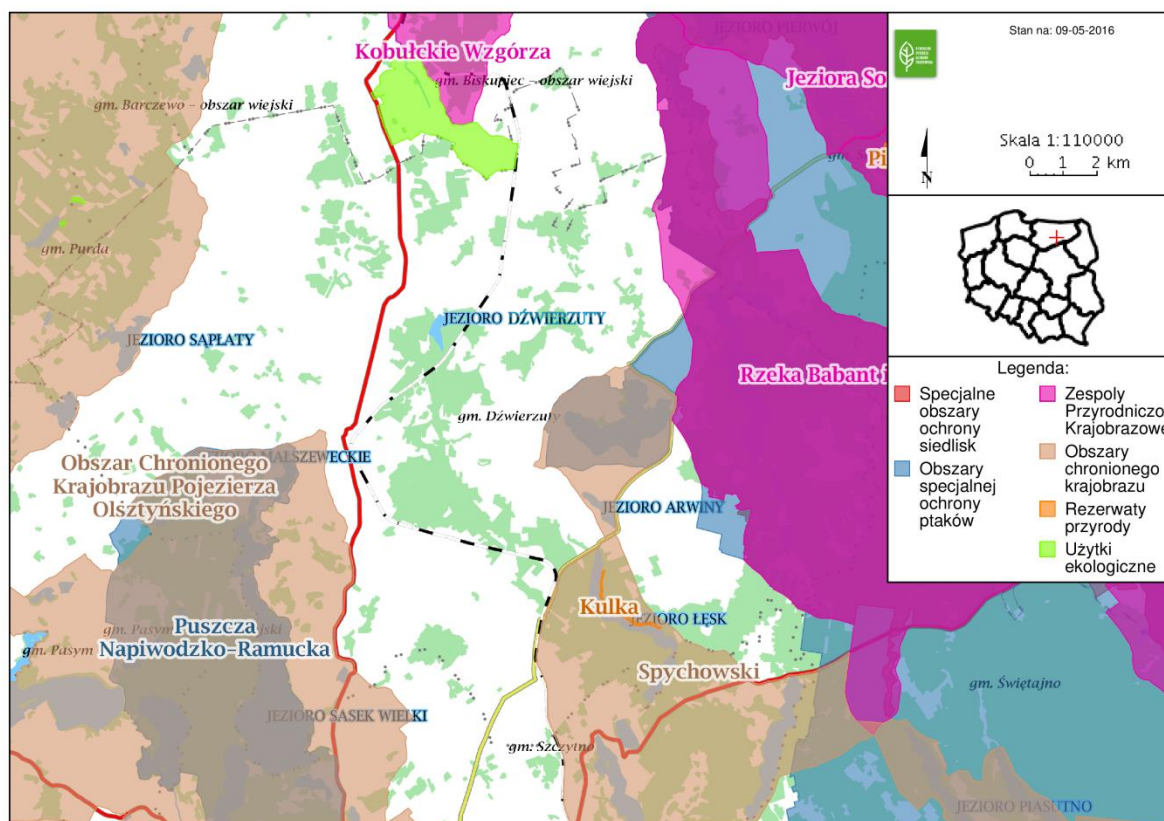 JEZIORO PIERWÓJ
Stan na: 09-05-2016
Kobułckie Wzgórza
gm. Biskupiec – obszar wiejski
Jeziora So
gm. Barczewo – obszar wiejski
Skala 1:110000
0 1 2 km
N
Pi
gm. Purda
JEZIORO DŹWIERZUTY
JEZIORO SĄPŁATY
Rzeka Babant i
Legenda:
Specjalne
obszary
ochrony
siedlisk
Obszary
specjalnej
ochrony
ptaków
Zespoly
Przyrodniczo
Krajobrazowe
Obszary
chronionego
krajobrazu
Rezerwaty
przyrody
Użytki
ekologiczne
gm. Dźwierzuty
JEZIORO MAŁSZEWECKIE
Obszar Chronionego
Krajobrazu Pojezierza
Olsztyńskiego
JEZIORO ARWINY
Kulka
JEZIORO ŁĘSK
Puszcza
Napiwodzko-Ramucka
gm. Pasym
Spychowski
gm. Świętajno
JEZIORO SASEK WIELKI
gm. Szczytno
JEZIORO PIASUTNO